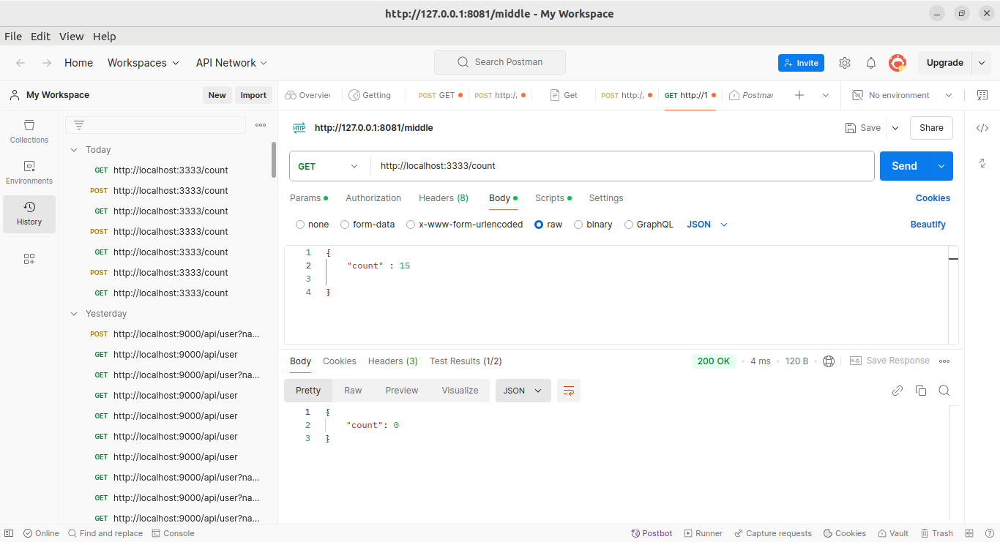 http://127.0.0.1:8081/middle - My Workspace
File Edit View Help
Home Workspaces API Network Search Postman Invite Upgrade
My Workspace New Import
Overviev Getting POST GET POST http:/, Get POST http:/, GET http://1 Postmar No environment
Collections
Environments
History
Today
GET http://localhost:3333/count
POST http://localhost:3333/count
GET http://localhost:3333/count
POST http://localhost:3333/count
GET http://localhost:3333/count
POST http://localhost:3333/count
GET http://localhost:3333/count
Yesterday
POST http://localhost:9000/api/user?na...
GET http://localhost:9000/api/user
GET http://localhost:9000/api/user?na...
GET http://localhost:9000/api/user
GET http://localhost:9000/api/user
GET http://localhost:9000/api/user
GET http://localhost:9000/api/user
GET http://localhost:9000/api/user?na...
GET http://localhost:9000/api/user?na...
GET http://localhost:9000/api/user?na...
HTTP http://127.0.0.1:8081/middle Save Share
GET http://localhost:3333/count Send
Params Authorization Headers (8) Body Scripts Settings Cookies
none form-data x-www-form-urlencoded raw binary GraphQL JSON Beautify
1 {
2 "count" : 15
3
4 }
Body Cookies Headers (3) Test Results (1/2) 200 OK 4 ms 120 B e.g. Save Response
Pretty Raw Preview Visualize JSON
1 {
2 "count": 0
3 }
Online Find and replace Console Postbot Runner Capture requests Cookies Vault Trash